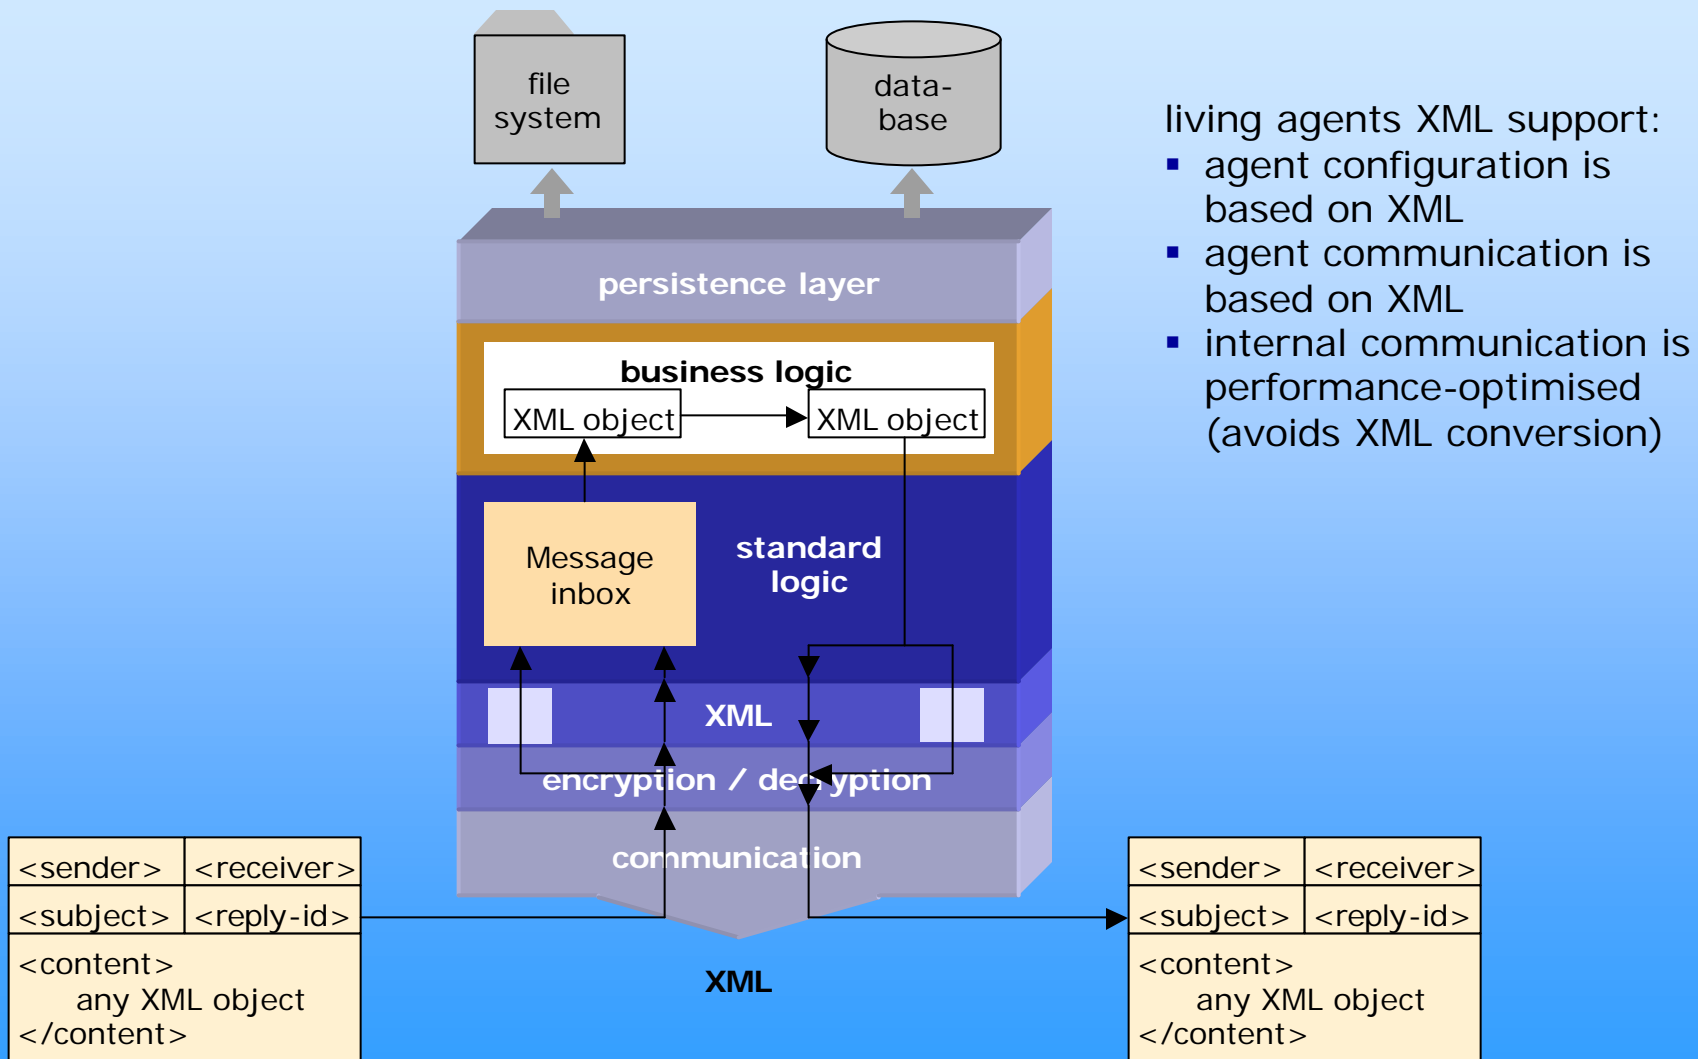 file
system
data-
base
living agents XML support:
▪ agent configuration is
based on XML
▪ agent communication is
based on XML
▪ internal communication is
performance-optimised
(avoids XML conversion)
persistence layer
business logic
XML object
XML object
Message
inbox
standard
logic
XML
encryption / decryption
communication
<sender> <receiver>
<subject> <reply-id>
<content>
any XML object
</content>
XML
<sender> <receiver>
<subject> <reply-id>
<content>
any XML object
</content>